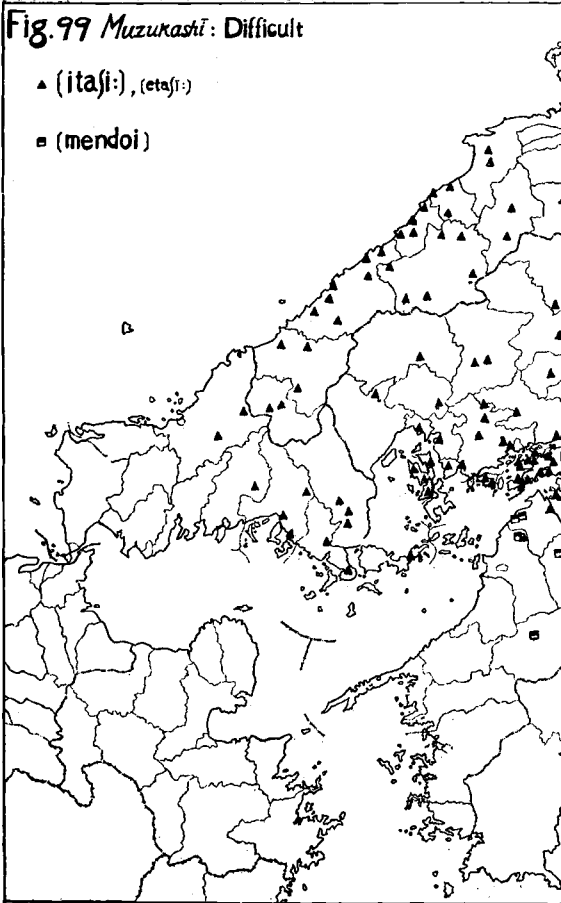 Fig.99 Muzukashī: Difficult
▲ (itaʃi:), (etaʃi:)
(mendoi)